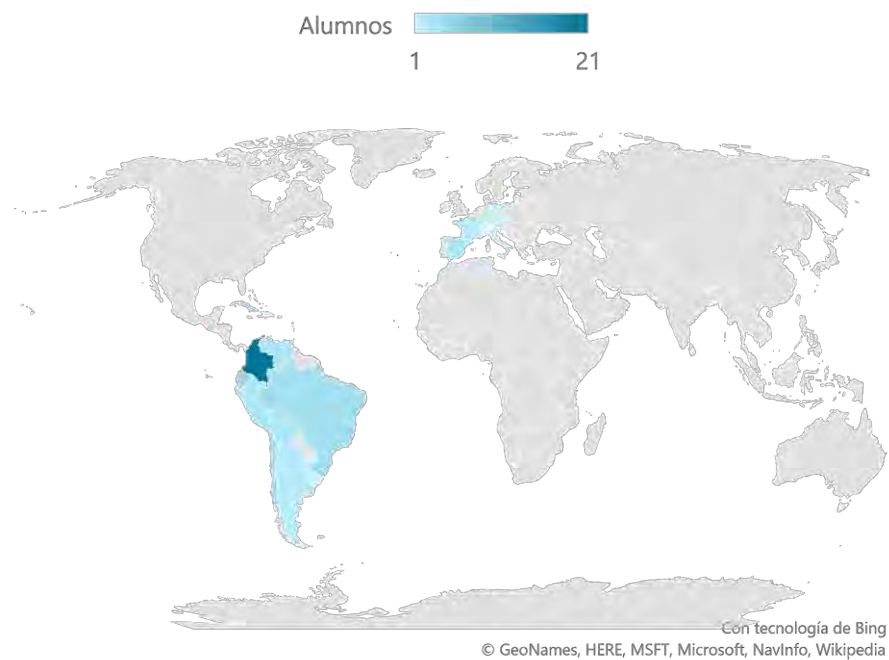 Alumnos
1 21
Con tecnología de Bing
© GeoNames, HERE, MSFT, Microsoft, NavInfo, Wikipedia